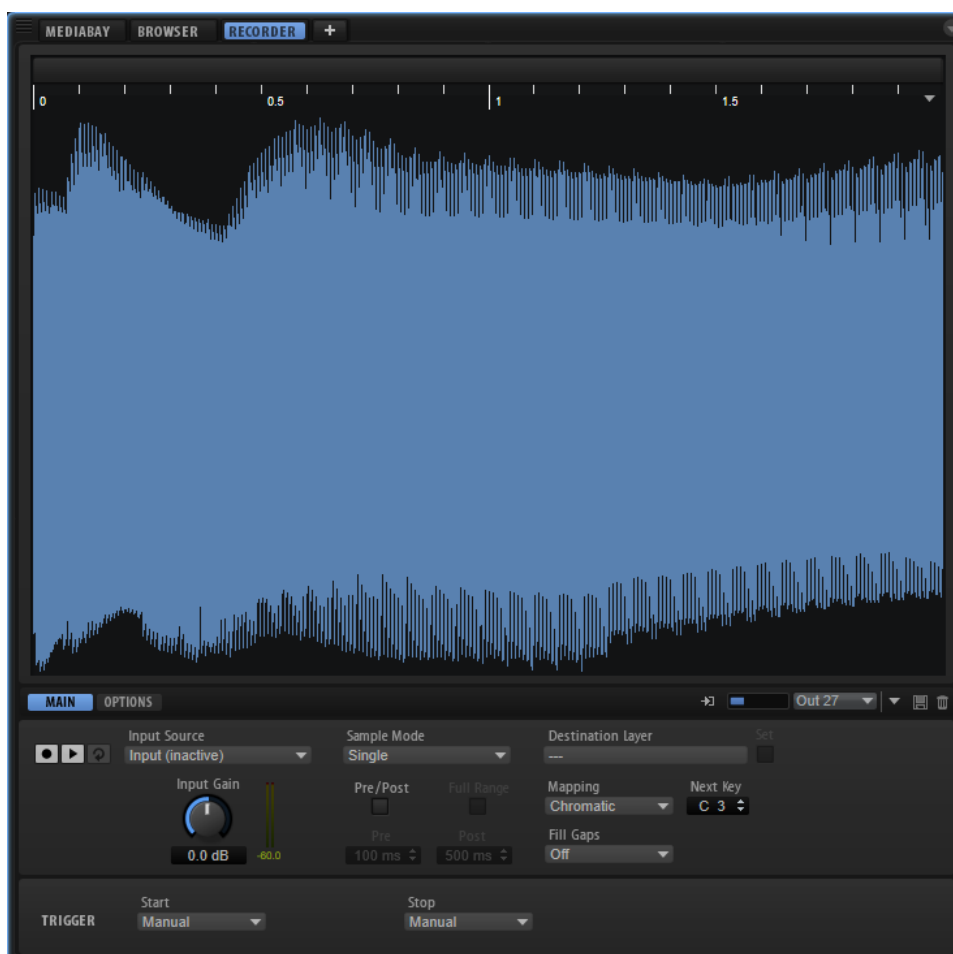 MEDIABAY BROWSER RECORDER +
0 0.5 1 1.5
MAIN OPTIONS Out 27
Input Source Sample Mode Destination Layer Set
Input (inactive) Single ---
Input Gain Pre/Post Full Range Mapping Next Key
Chromatic C 3
Pre Post Fill Gaps
0.0 dB -60.0 100 ms 500 ms Off
Start Stop
TRIGGER Manual Manual